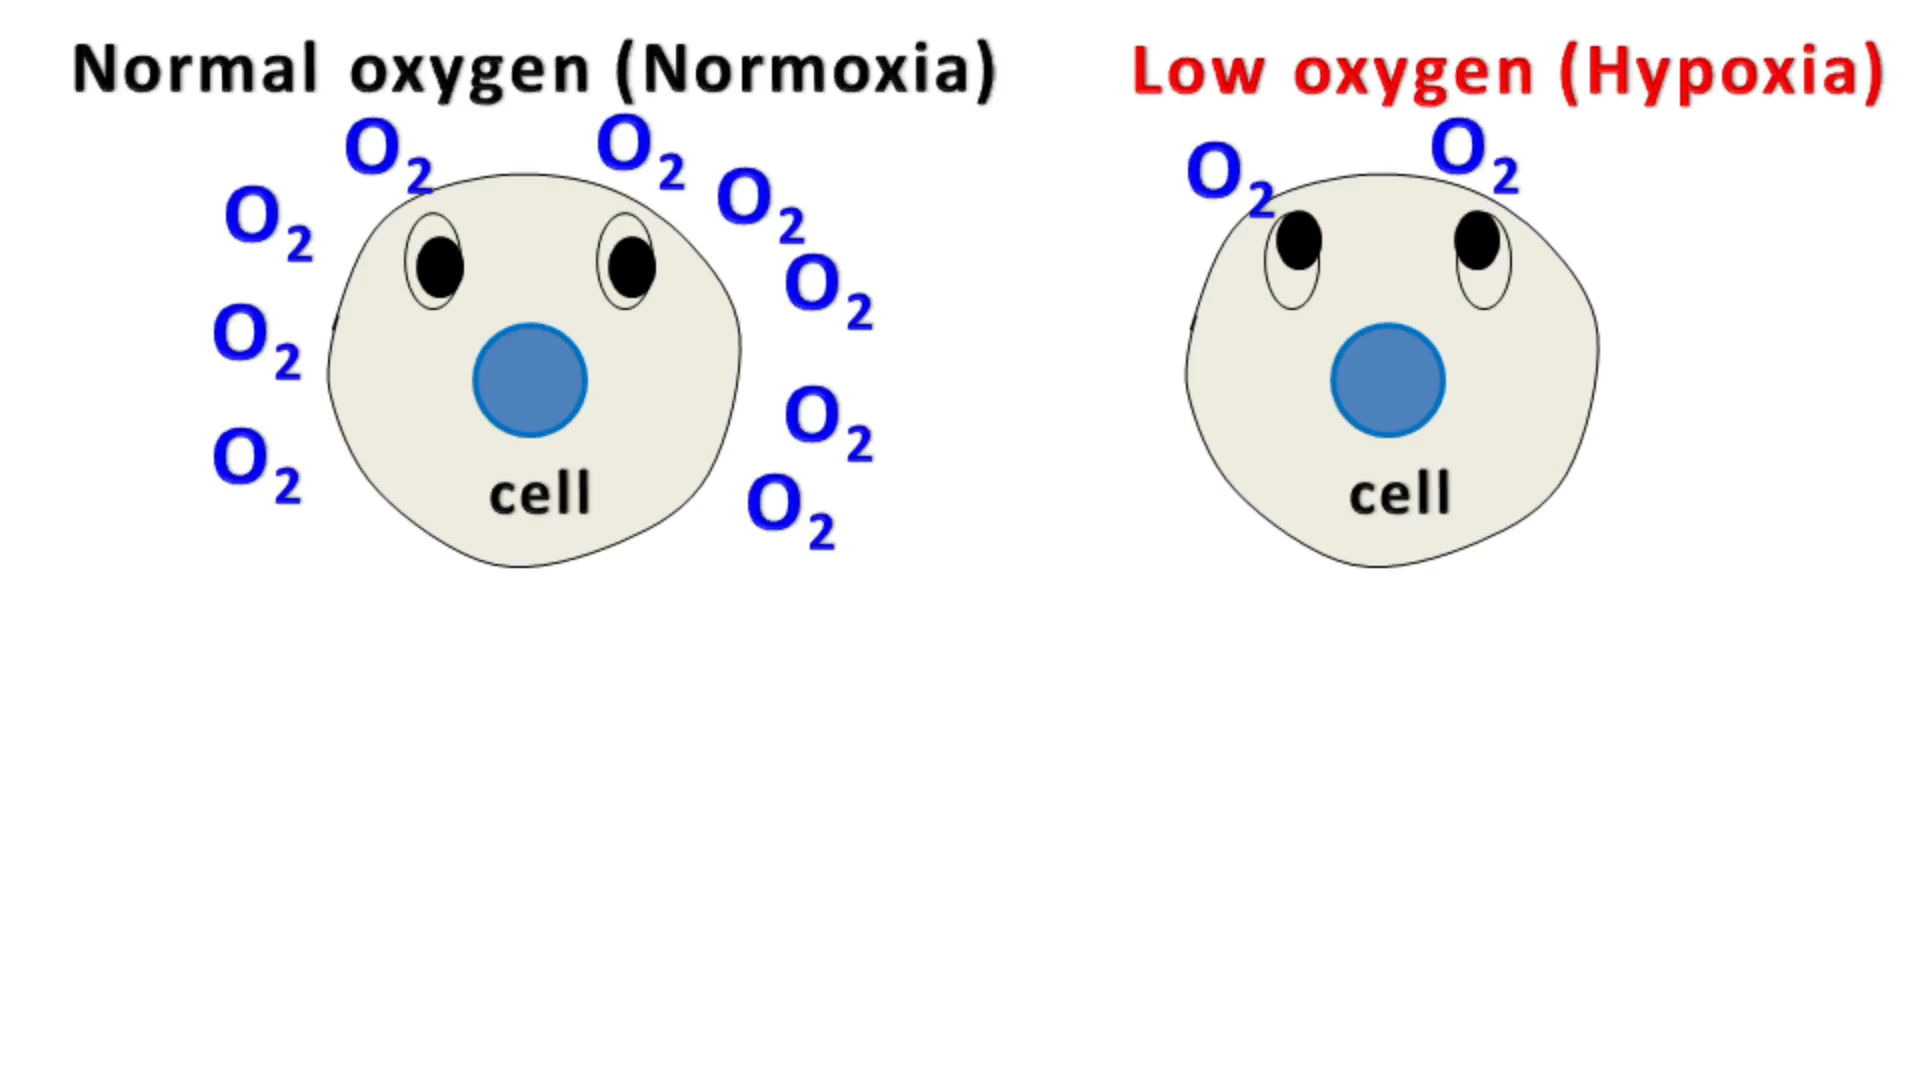 Normal oxygen (Normoxia)
Low oxygen (Hypoxia)
O₂
O₂
O₂
O₂
O₂
O₂
O₂
O₂
O₂
cell
O₂
O₂
cell